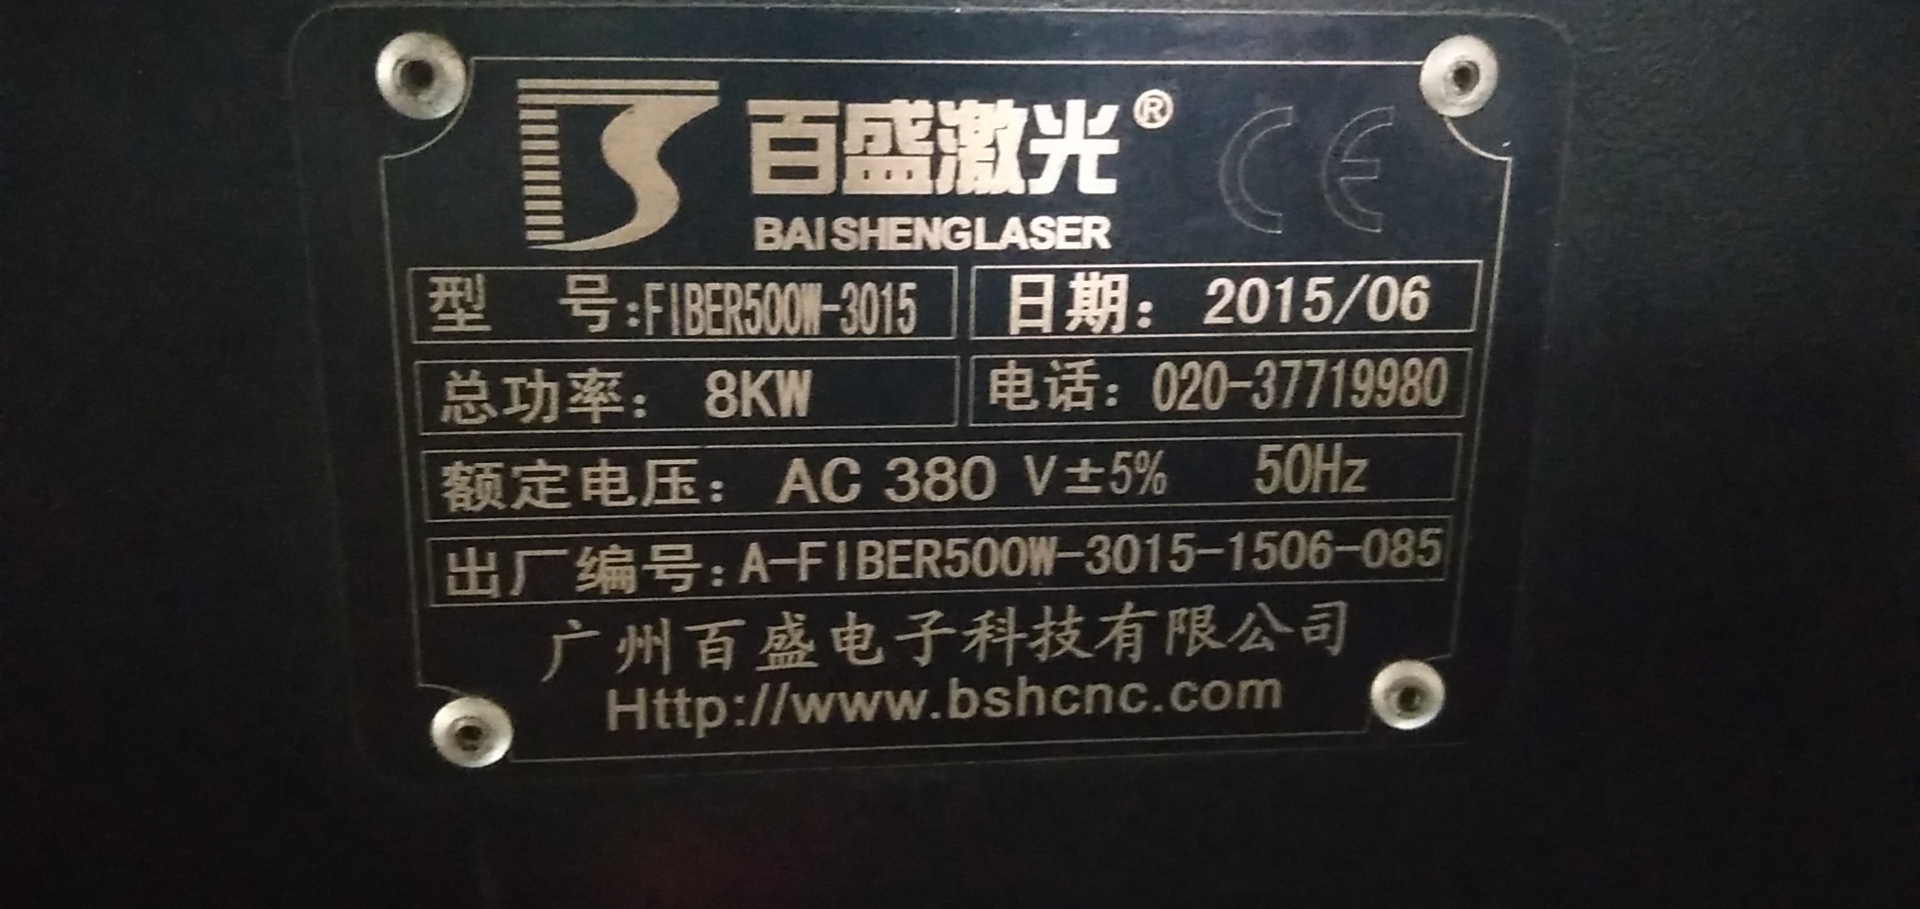 百盛激光® CE
BAISHENGLASER
型 号:FIBER500W-3015 日期: 2015/06
总功率: 8KW 电话: 020-37719980
额定电压: AC 380 V±5% 50Hz
出厂编号: A-FIBER500W-3015-1506-085
广州百盛电子科技有限公司
Http://www.bshcnc.com